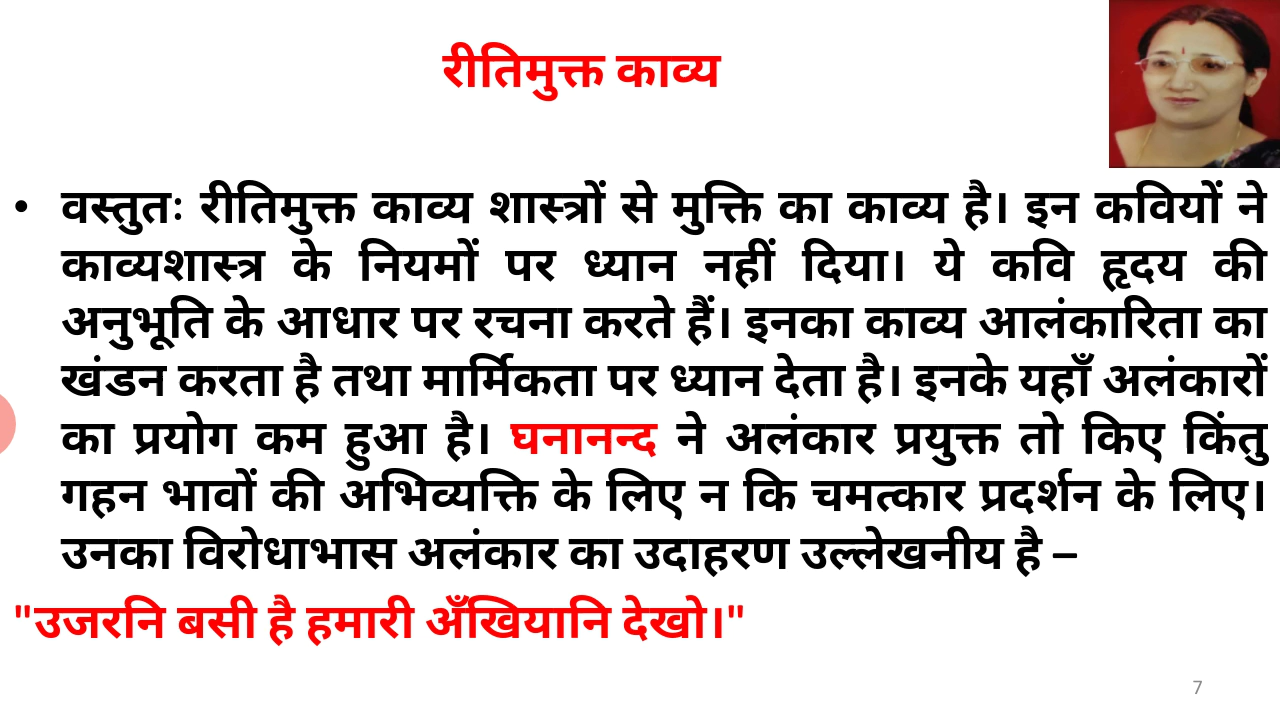 रीतिमुक्त काव्य
• वस्तुतः रीतिमुक्त काव्य शास्त्रों से मुक्ति का काव्य है। इन कवियों ने
काव्यशास्त्र के नियमों पर ध्यान नहीं दिया। ये कवि हृदय की
अनुभूति के आधार पर रचना करते हैं। इनका काव्य आलंकारिता का
खंडन करता है तथा मार्मिकता पर ध्यान देता है। इनके यहाँ अलंकारों
का प्रयोग कम हुआ है। घनानन्द ने अलंकार प्रयुक्त तो किए किंतु
गहन भावों की अभिव्यक्ति के लिए न कि चमत्कार प्रदर्शन के लिए।
उनका विरोधाभास अलंकार का उदाहरण उल्लेखनीय है –
"उजरनि बसी है हमारी अँखियानि देखो।"
7